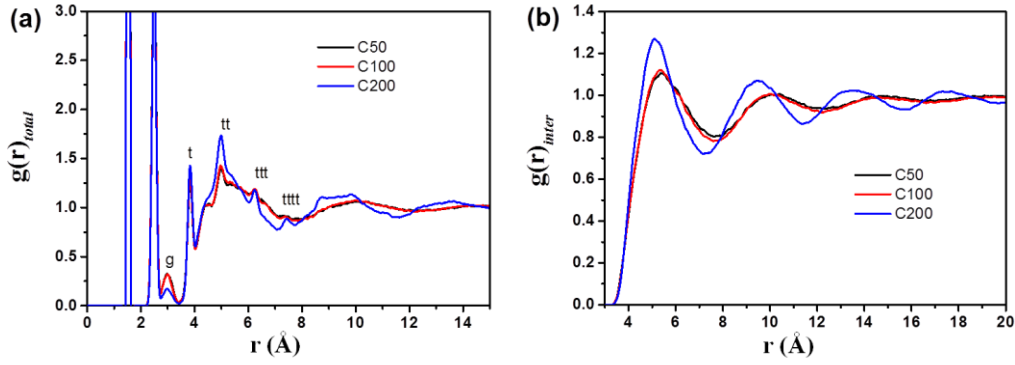 (a)
g(r)total
3.0
2.5
2.0
1.5
1.0
0.5
0.0
C50
C100
C200
g
t
tt
ttt
tttt
0 2 4 6 8 10 12 14
r (Å)
(b)
g(r)inter
1.4
1.2
1.0
0.8
0.6
0.4
0.2
0.0
C50
C100
C200
4 6 8 10 12 14 16 18 20
r (Å)